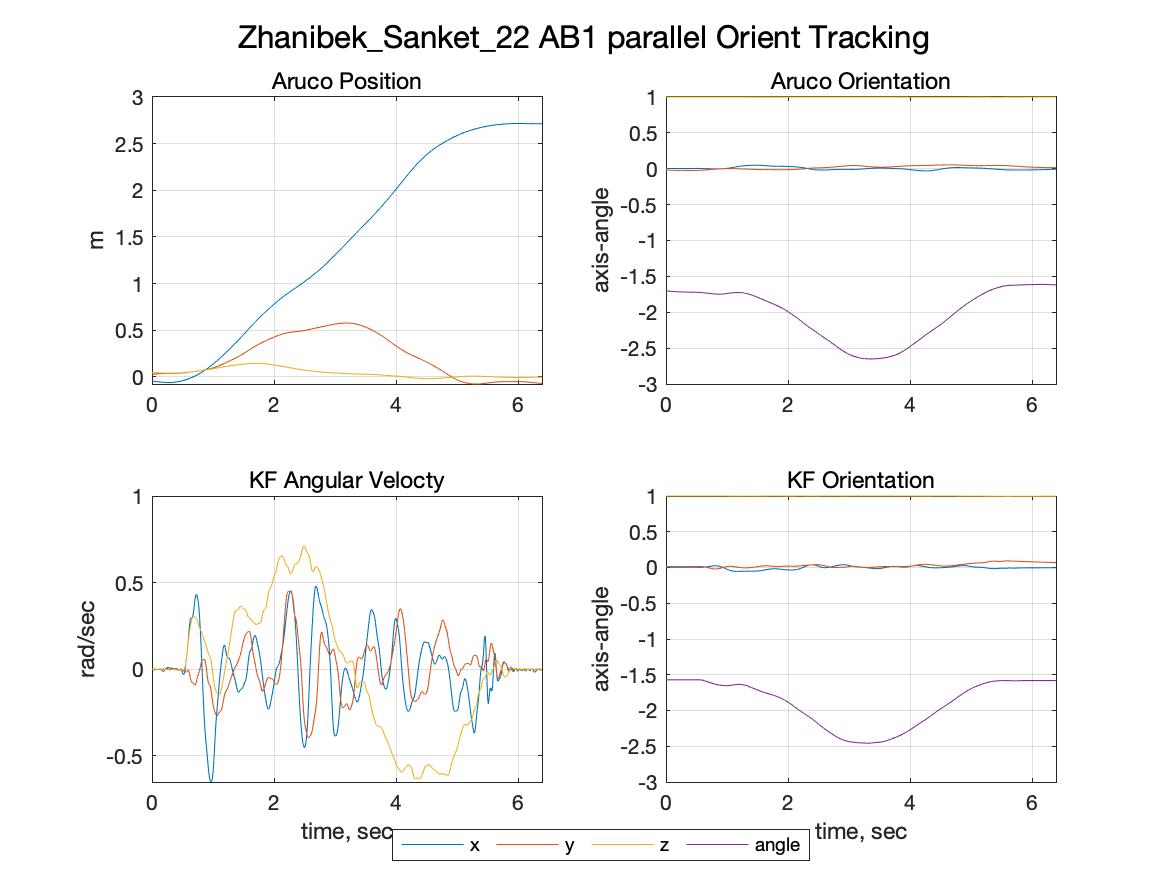 Zhanibek_Sanket_22 AB1 parallel Orient Tracking
Aruco Position
3
2.5
2
1.5
1
0.5
0
m
0 2 4 6
Aruco Orientation
1
0.5
0
-0.5
-1
-1.5
-2
-2.5
-3
axis-angle
0 2 4 6
KF Angular Velocty
1
0.5
0
-0.5
rad/sec
0 2 4 6
time, sec
KF Orientation
1
0.5
0
-0.5
-1
-1.5
-2
-2.5
-3
axis-angle
0 2 4 6
time, sec
x y z angle